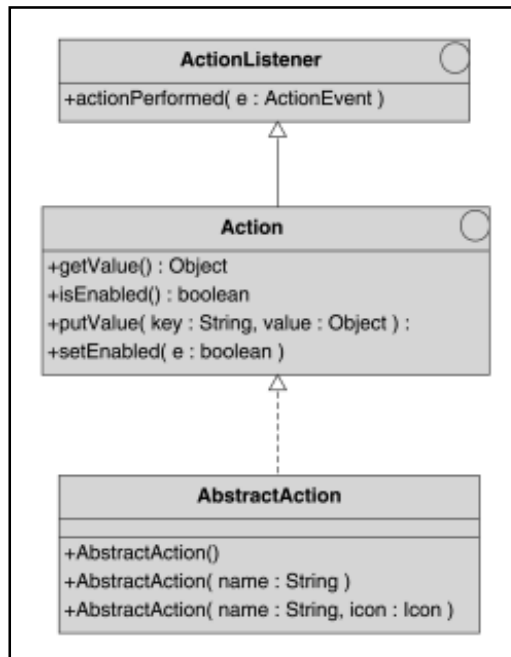 ActionListener
+actionPerformed( e : ActionEvent )
Action
+getValue() : Object
+isEnabled() : boolean
+putValue( key : String, value : Object ) :
+setEnabled( e : boolean )
AbstractAction
+AbstractAction()
+AbstractAction( name : String )
+AbstractAction( name : String, icon : Icon )